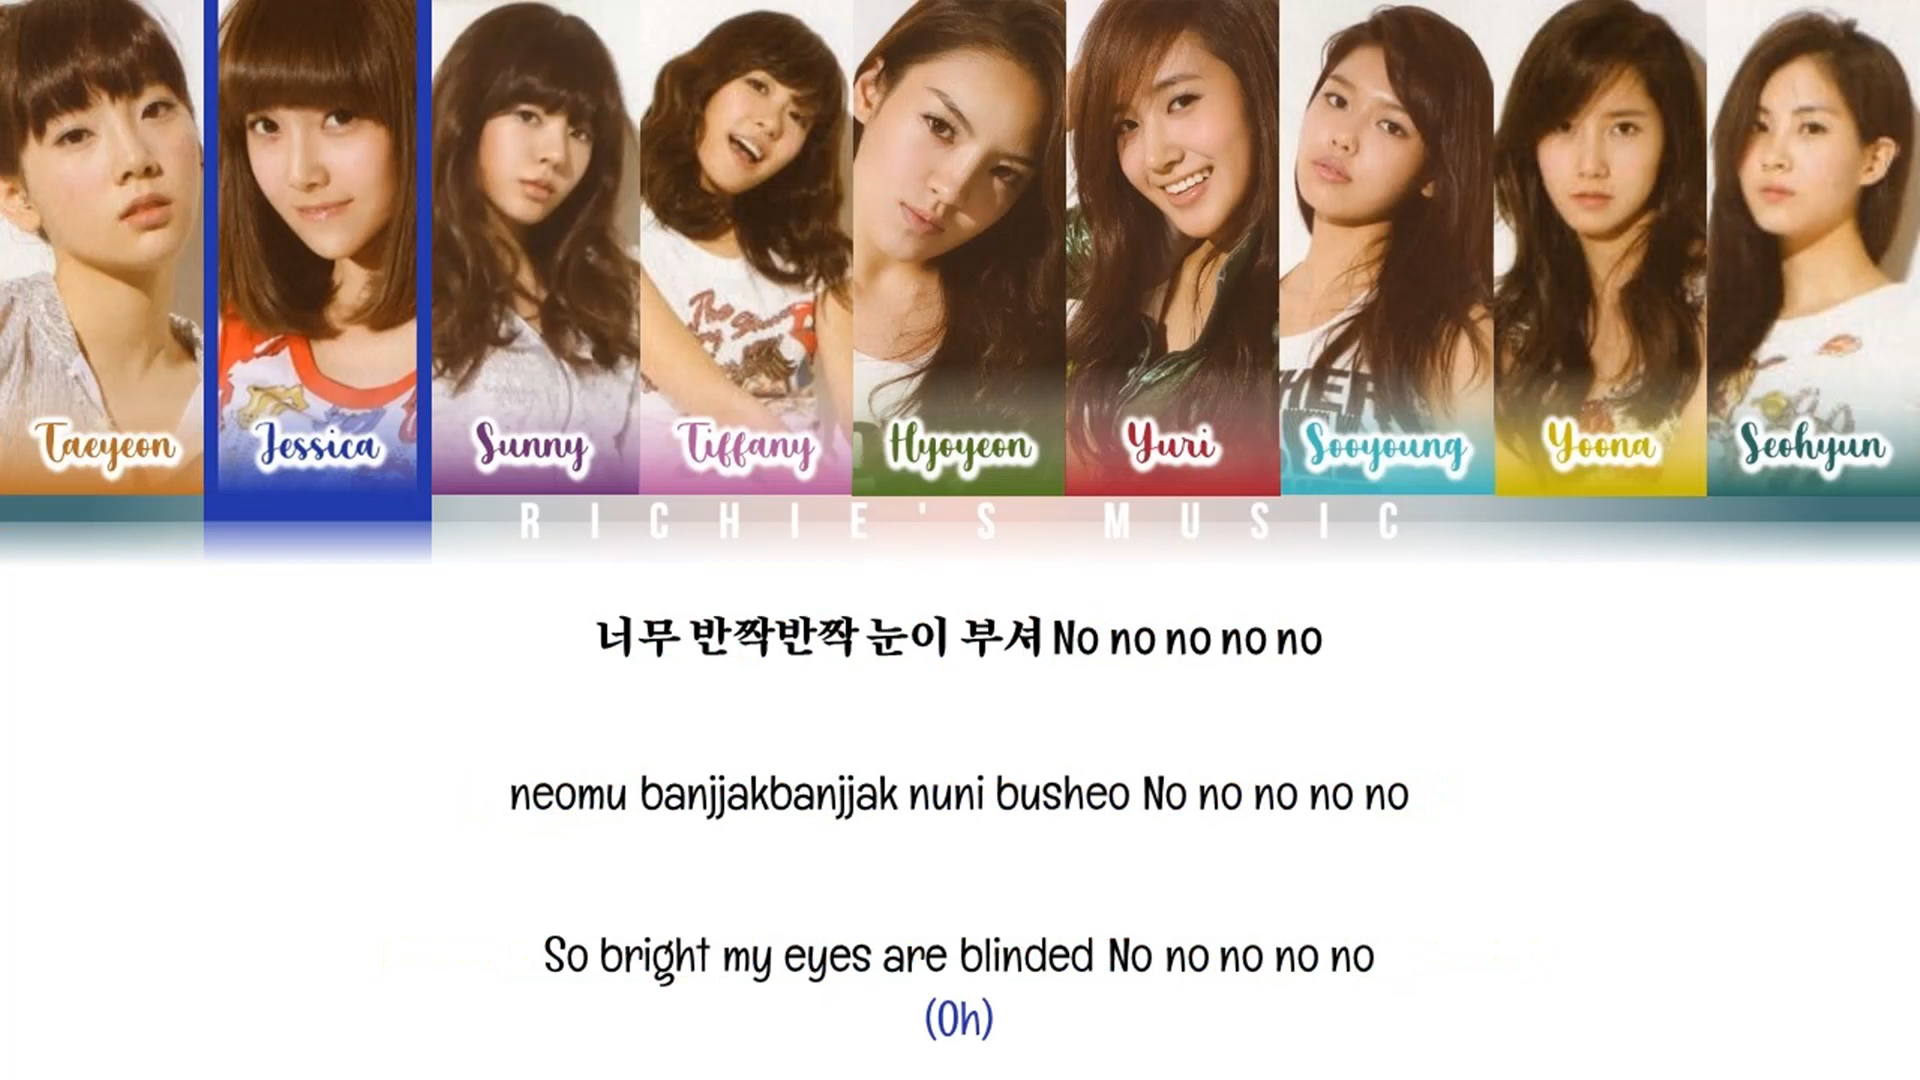 Taeyeon Jessica Sunny Tiffany Hyoyeon Yuri Sooyoung Yoona Seohyun
RICHIE'S MUSIC
너무 반짝반짝 눈이 부셔 No no no no no
neomu banjjakbanjjak nuni busheo No no no no no
So bright my eyes are blinded No no no no no
(Oh)